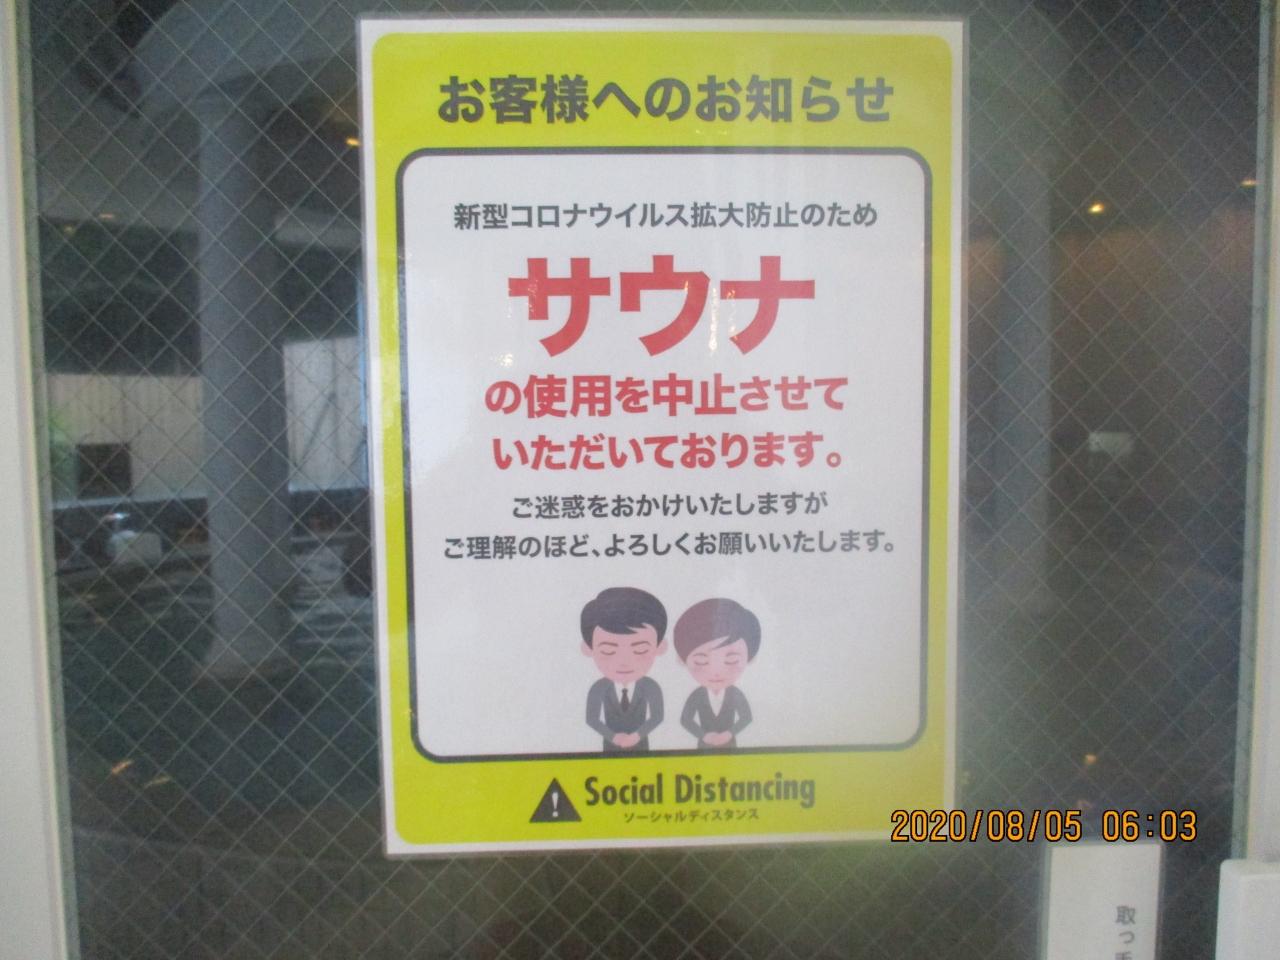 お客様へのお知らせ
新型コロナウイルス拡大防止のため
サウナ
の使用を中止させて
いただいております。
ご迷惑をおかけいたしますが
ご理解のほど、よろしくお願いいたします。
Social Distancing
ソーシャルディスタンス
2020/08/05 06:03
取っ手